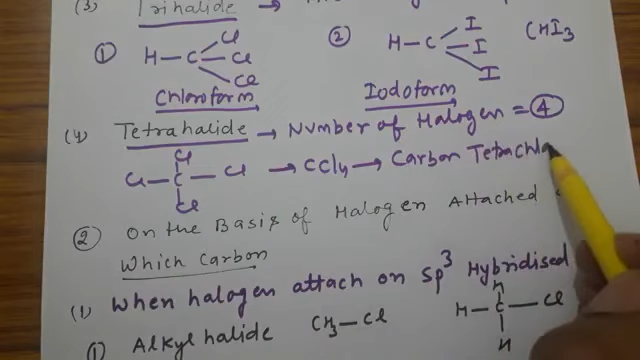 (3) Trihalide →
① H—C Cl Cl Cl ② H—C I I I CHI3
Chloroform Iodoform
(4) Tetrahalide → Number of Halogen = ④
Cl—C—Cl Cl Cl → CCl4 → Carbon Tetrachlo
② On the Basis of Halogen Attached
Which Carbon
(1) When halogen attach on Sp3 Hybridised
① Alkyl halide CH3—Cl H—C—Cl H H